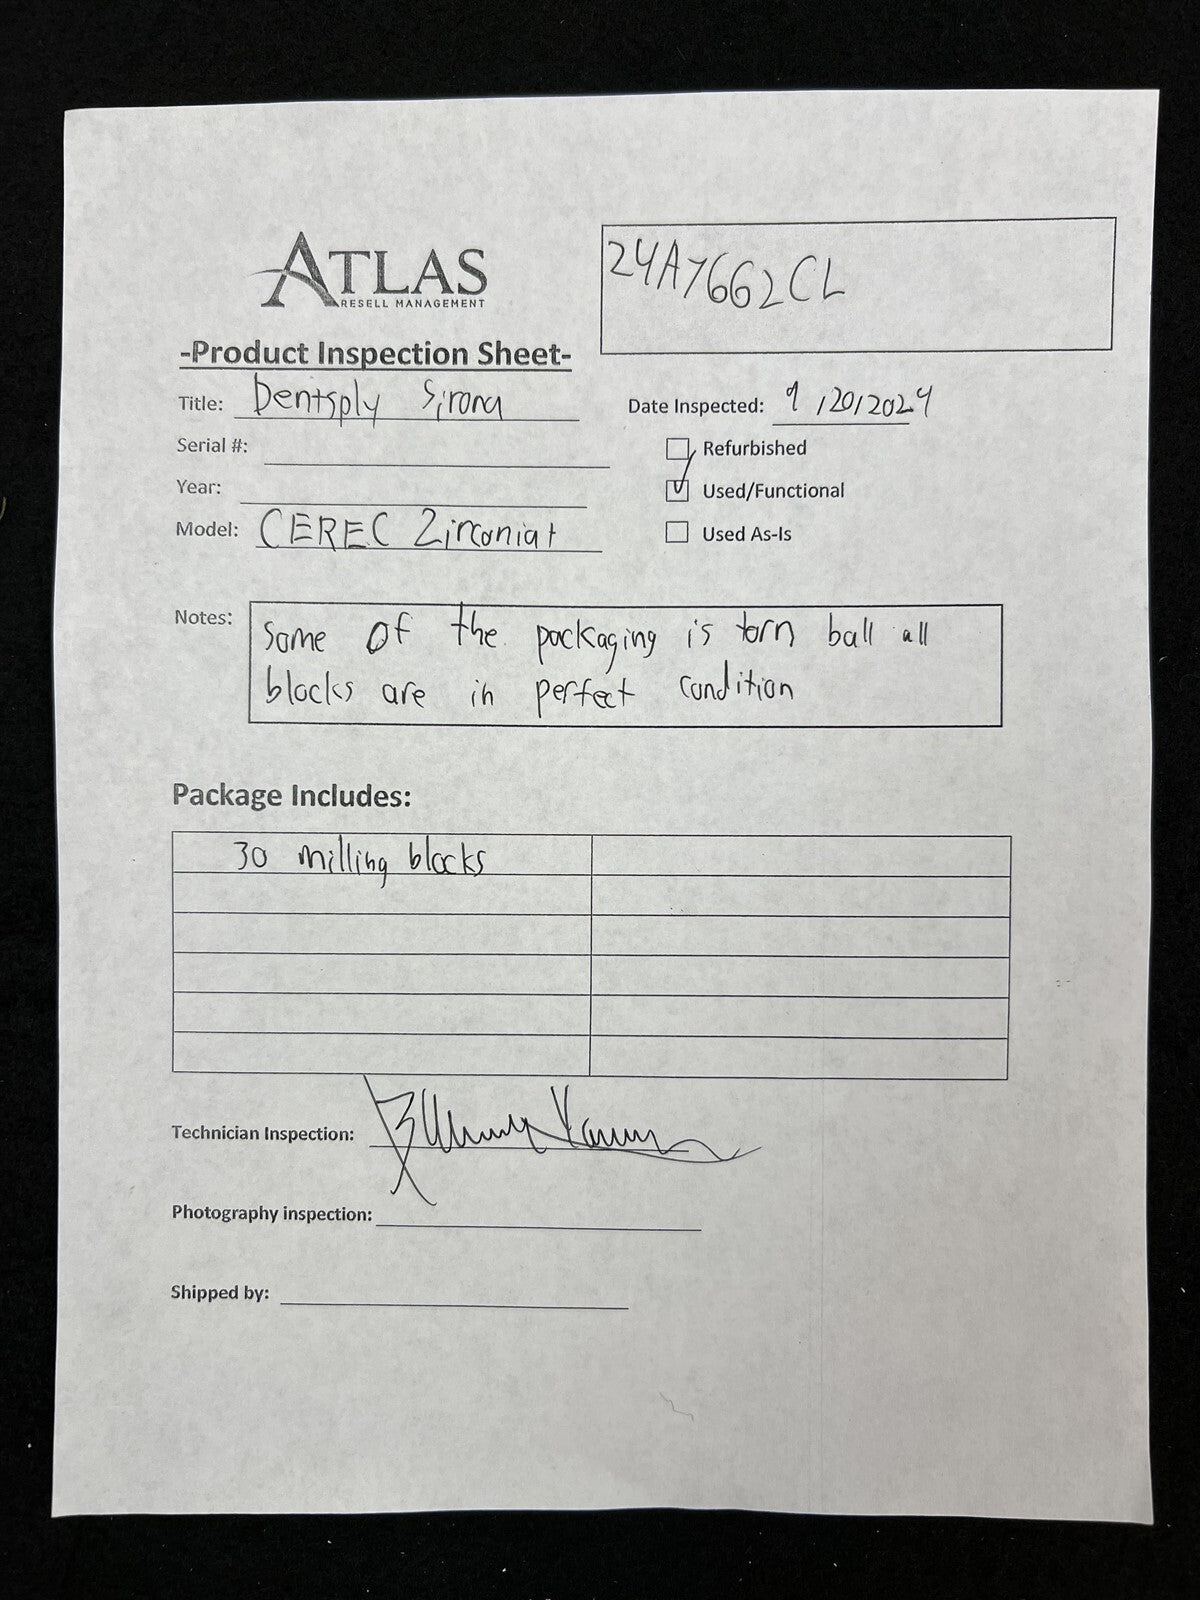 ATLAS
RESELL MANAGEMENT
24A7662CL
-Product Inspection Sheet-
Title: Dentsply Sirona
Date Inspected: 9/20/2024
Serial #:
Refurbished
Year:
Used/Functional
Model: CEREC Zirconiat
Used As-Is
Notes: Some of the packaging is torn ball all
blocks are in perfect condition
Package Includes:
30 milling blocks
Technician Inspection:
Photography inspection:
Shipped by: